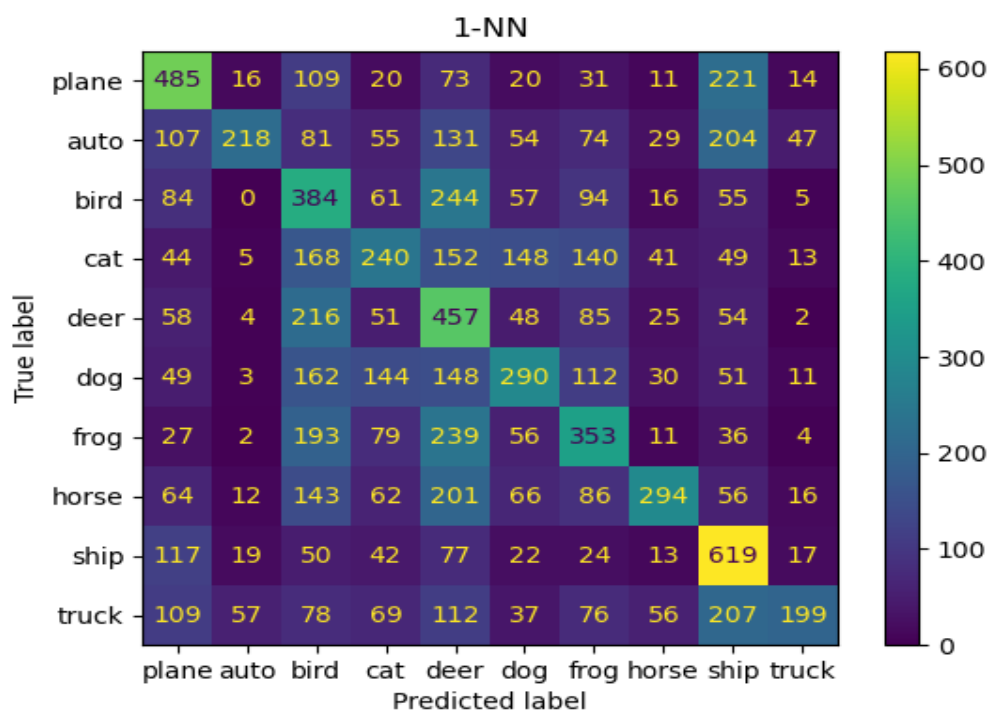 1-NN
plane 485 16 109 20 73 20 31 11 221 14
auto 107 218 81 55 131 54 74 29 204 47
bird 84 0 384 61 244 57 94 16 55 5
cat 44 5 168 240 152 148 140 41 49 13
deer 58 4 216 51 457 48 85 25 54 2
dog 49 3 162 144 148 290 112 30 51 11
frog 27 2 193 79 239 56 353 11 36 4
horse 64 12 143 62 201 66 86 294 56 16
ship 117 19 50 42 77 22 24 13 619 17
truck 109 57 78 69 112 37 76 56 207 199
plane auto bird cat deer dog frog horse ship truck
Predicted label
True label
600
500
400
300
200
100
0